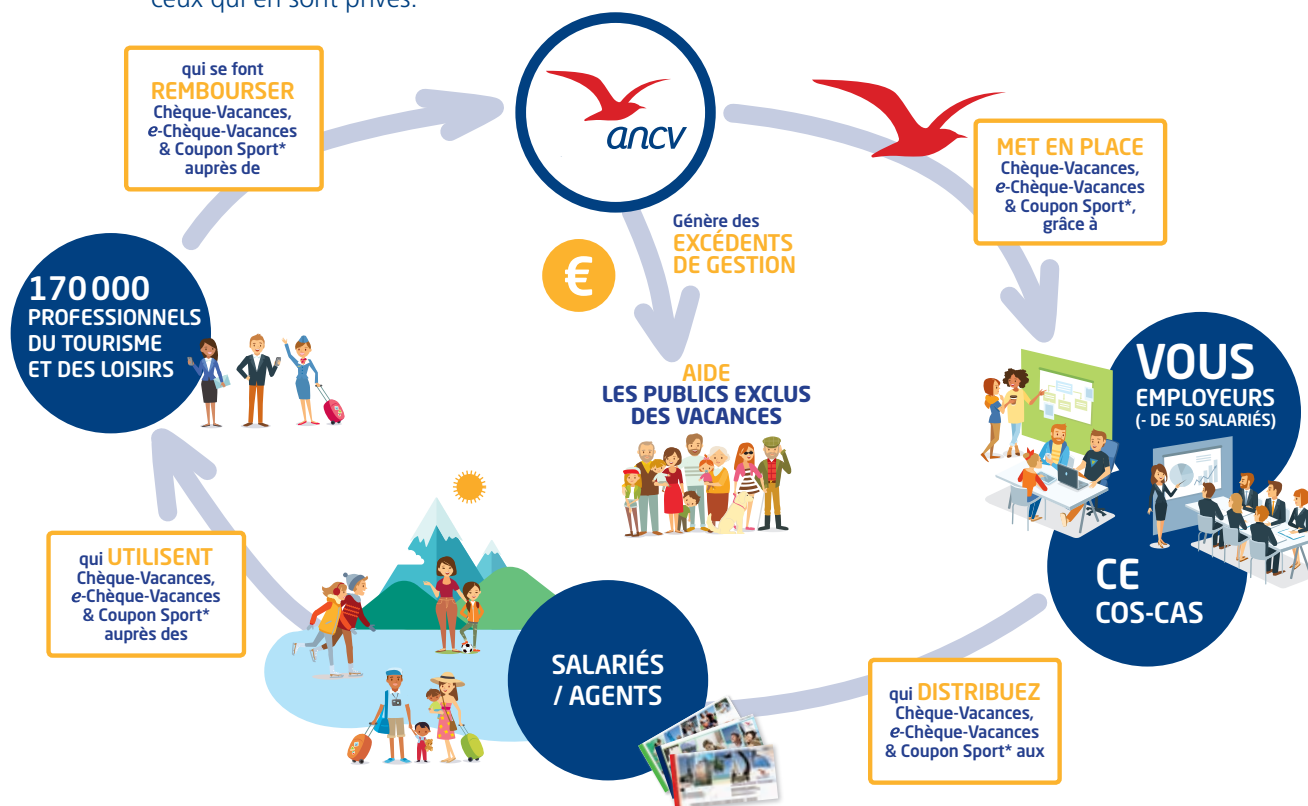 ceux qui en sont privés.
qui se font
REMBOURSER
Chèque-Vacances,
e-Chèque-Vacances
& Coupon Sport*
auprès de
ancv
MET EN PLACE
Chèque-Vacances,
e-Chèque-Vacances
& Coupon Sport*,
grâce à
Génère des
EXCÉDENTS
DE GESTION
€
170 000
PROFESSIONNELS
DU TOURISME
ET DES LOISIRS
AIDE
LES PUBLICS EXCLUS
DES VACANCES
VOUS
EMPLOYEURS
(- DE 50 SALARIÉS)
CE
COS-CAS
qui UTILISENT
Chèque-Vacances,
e-Chèque-Vacances
& Coupon Sport*
auprès des
SALARIÉS
/ AGENTS
qui DISTRIBUEZ
Chèque-Vacances,
e-Chèque-Vacances
& Coupon Sport* aux